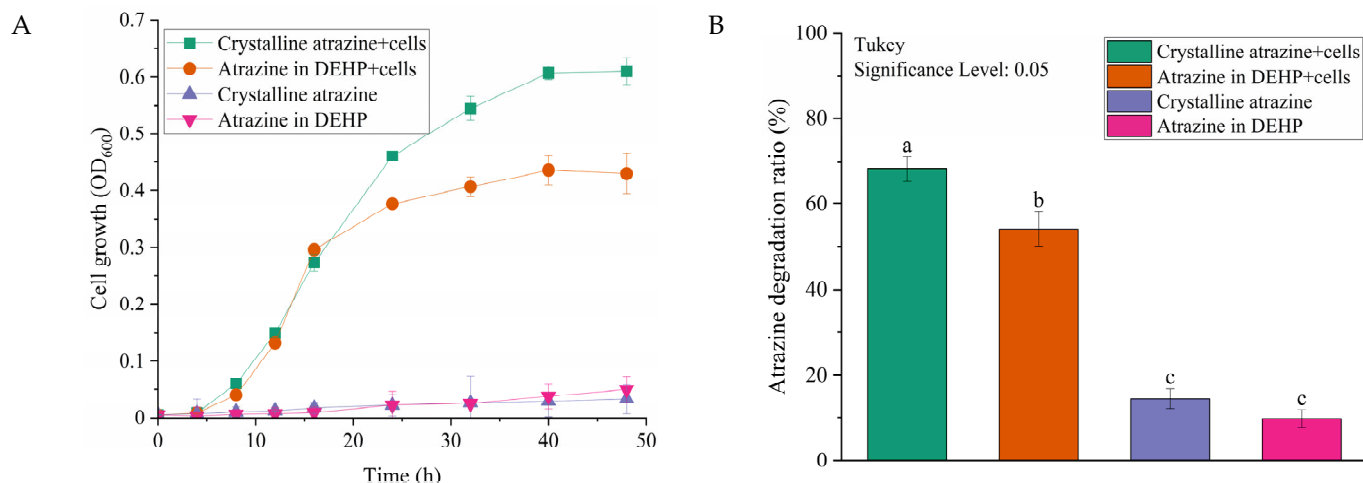 A
0.7
0.6
0.5
0.4
0.3
0.2
0.1
0
Cell growth (OD600)
Crystalline atrazine+cells
Atrazine in DEHP+cells
Crystalline atrazine
Atrazine in DEHP
0 10 20 30 40 50
Time (h)
B
100
80
60
40
20
0
Atrazine degradation ratio (%)
Tukcy
Significance Level: 0.05
Crystalline atrazine+cells
Atrazine in DEHP+cells
Crystalline atrazine
Atrazine in DEHP
a
b
c
c